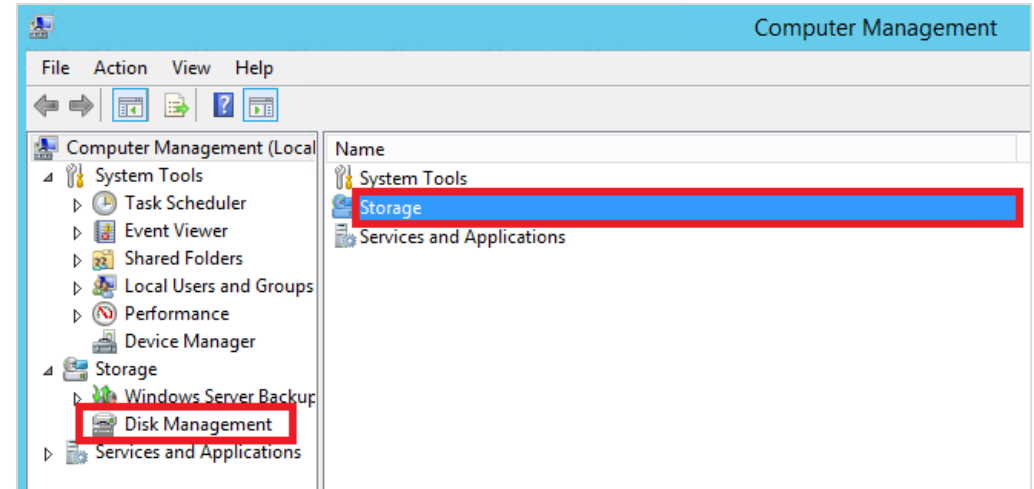 Computer Management
File Action View Help
Computer Management (Local
Name
System Tools
Task Scheduler
Event Viewer
Shared Folders
Local Users and Groups
Performance
Device Manager
Storage
Windows Server Backup
Disk Management
Services and Applications
System Tools
Storage
Services and Applications